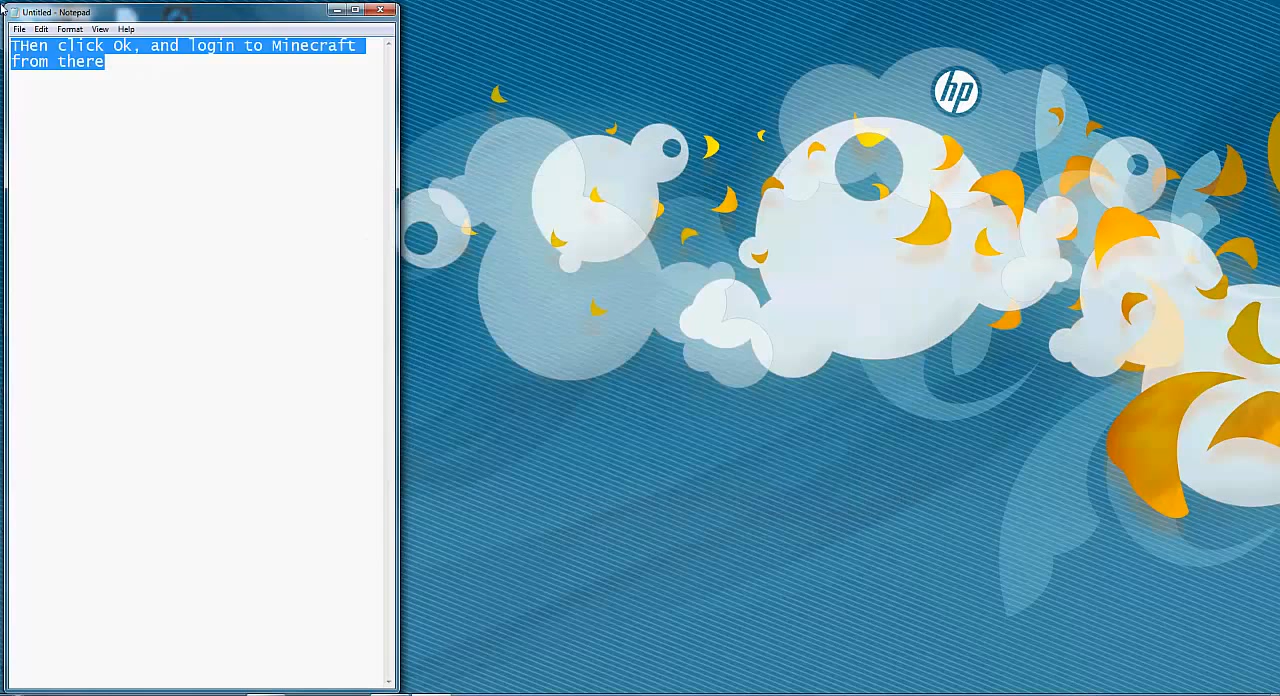 Untitled - Notepad
File Edit Format View Help
THen click Ok, and login to Minecraft
from there
hp